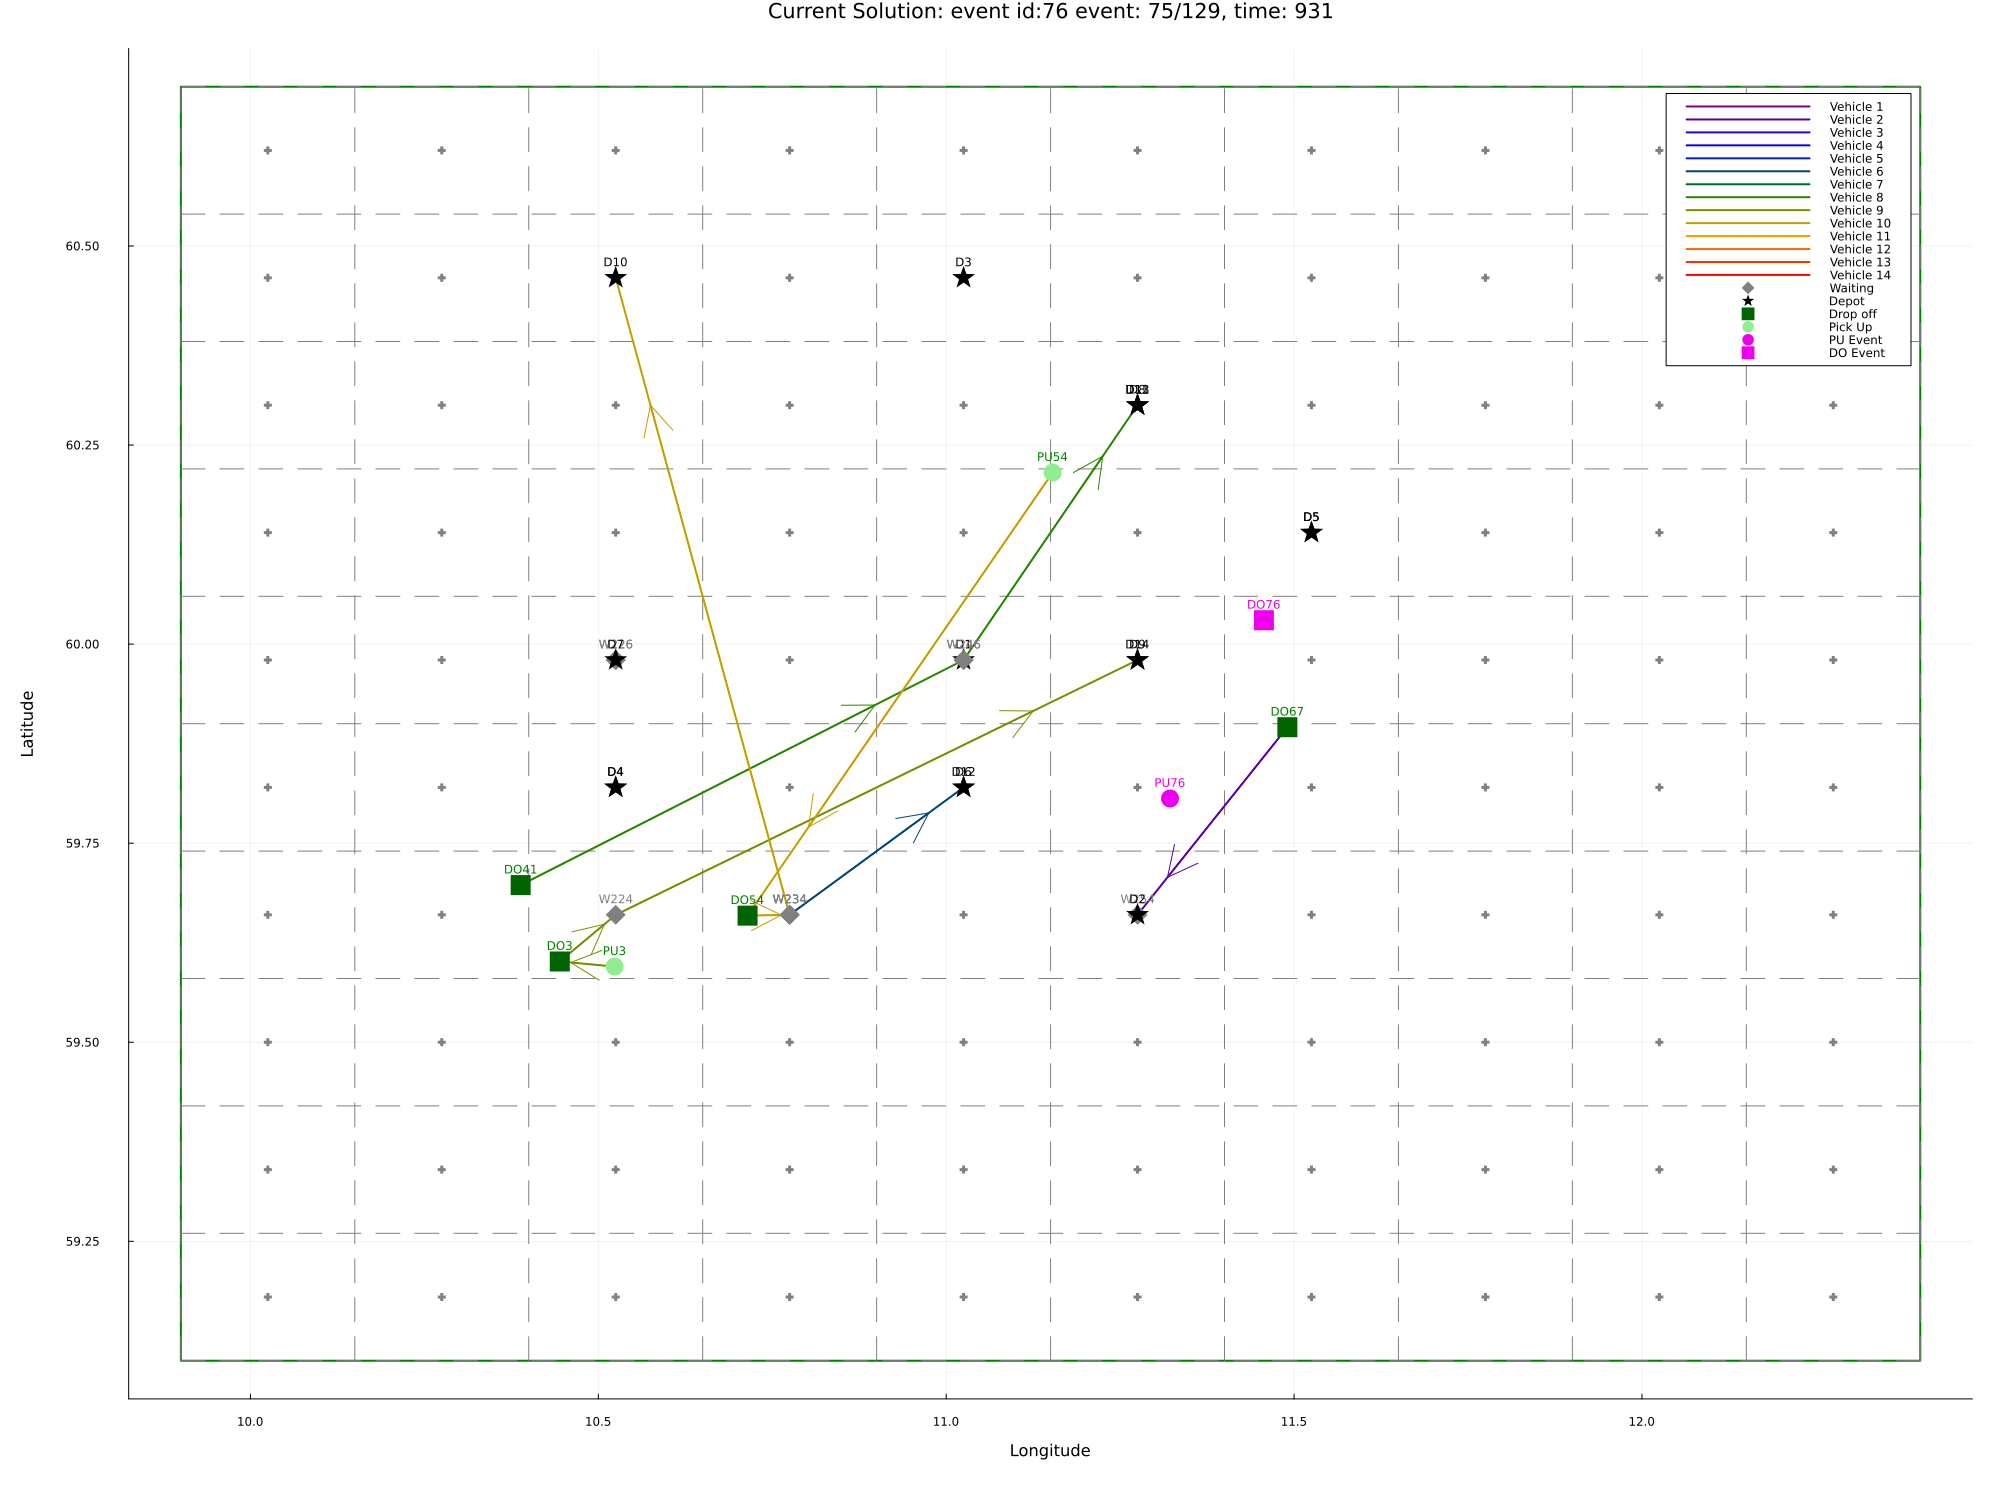 Current Solution: event id:76 event: 75/129, time: 931
Vehicle 1
Vehicle 2
Vehicle 3
Vehicle 4
Vehicle 5
Vehicle 6
Vehicle 7
Vehicle 8
Vehicle 9
Vehicle 10
Vehicle 11
Vehicle 12
Vehicle 13
Vehicle 14
Waiting
Depot
Drop off
Pick Up
PU Event
DO Event
60.50
60.25
60.00
59.75
59.50
59.25
Latitude
D10
D3
PU54
D5
DO76
DO67
D4
PU76
DO41
W224
DO54
W234
D2
DO3
PU3
10.0
10.5
11.0
11.5
12.0
Longitude